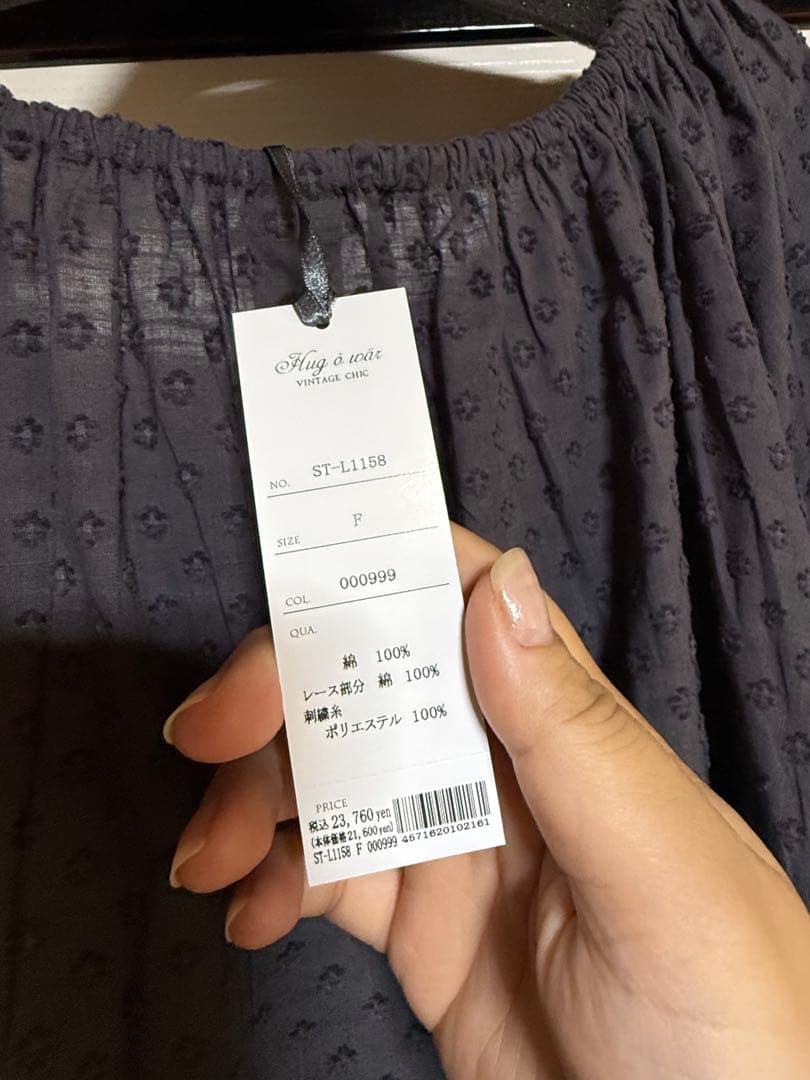 Hug ō wär
VINTAGE CHIC
NO. ST-L1158
SIZE F
COL. 000999
QUA.
綿 100%
レース部分 綿 100%
刺繍糸
ポリエステル 100%
PRICE
税込 23,760 yen
(本体価格21,600yen)
ST-L1158 F 000999 4571620102161